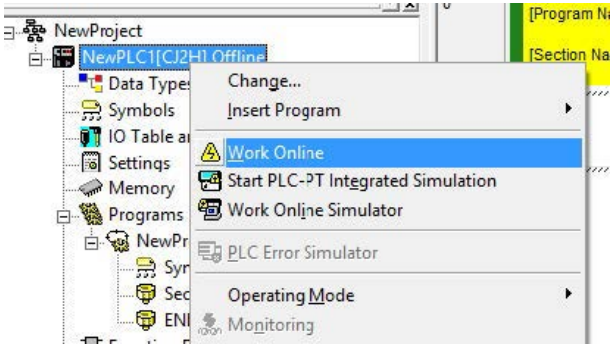 0
[Program Na
NewProject
NewPLC1[CJ2H] Offline
[Section Na
Data Types
Change...
Symbols
Insert Program
IO Table a
Work Online
Settings
Start PLC-PT Integrated Simulation
Memory
Work Online Simulator
Programs
NewPr
PLC Error Simulator
Syr
Sec
Operating Mode
ENI
Monitoring